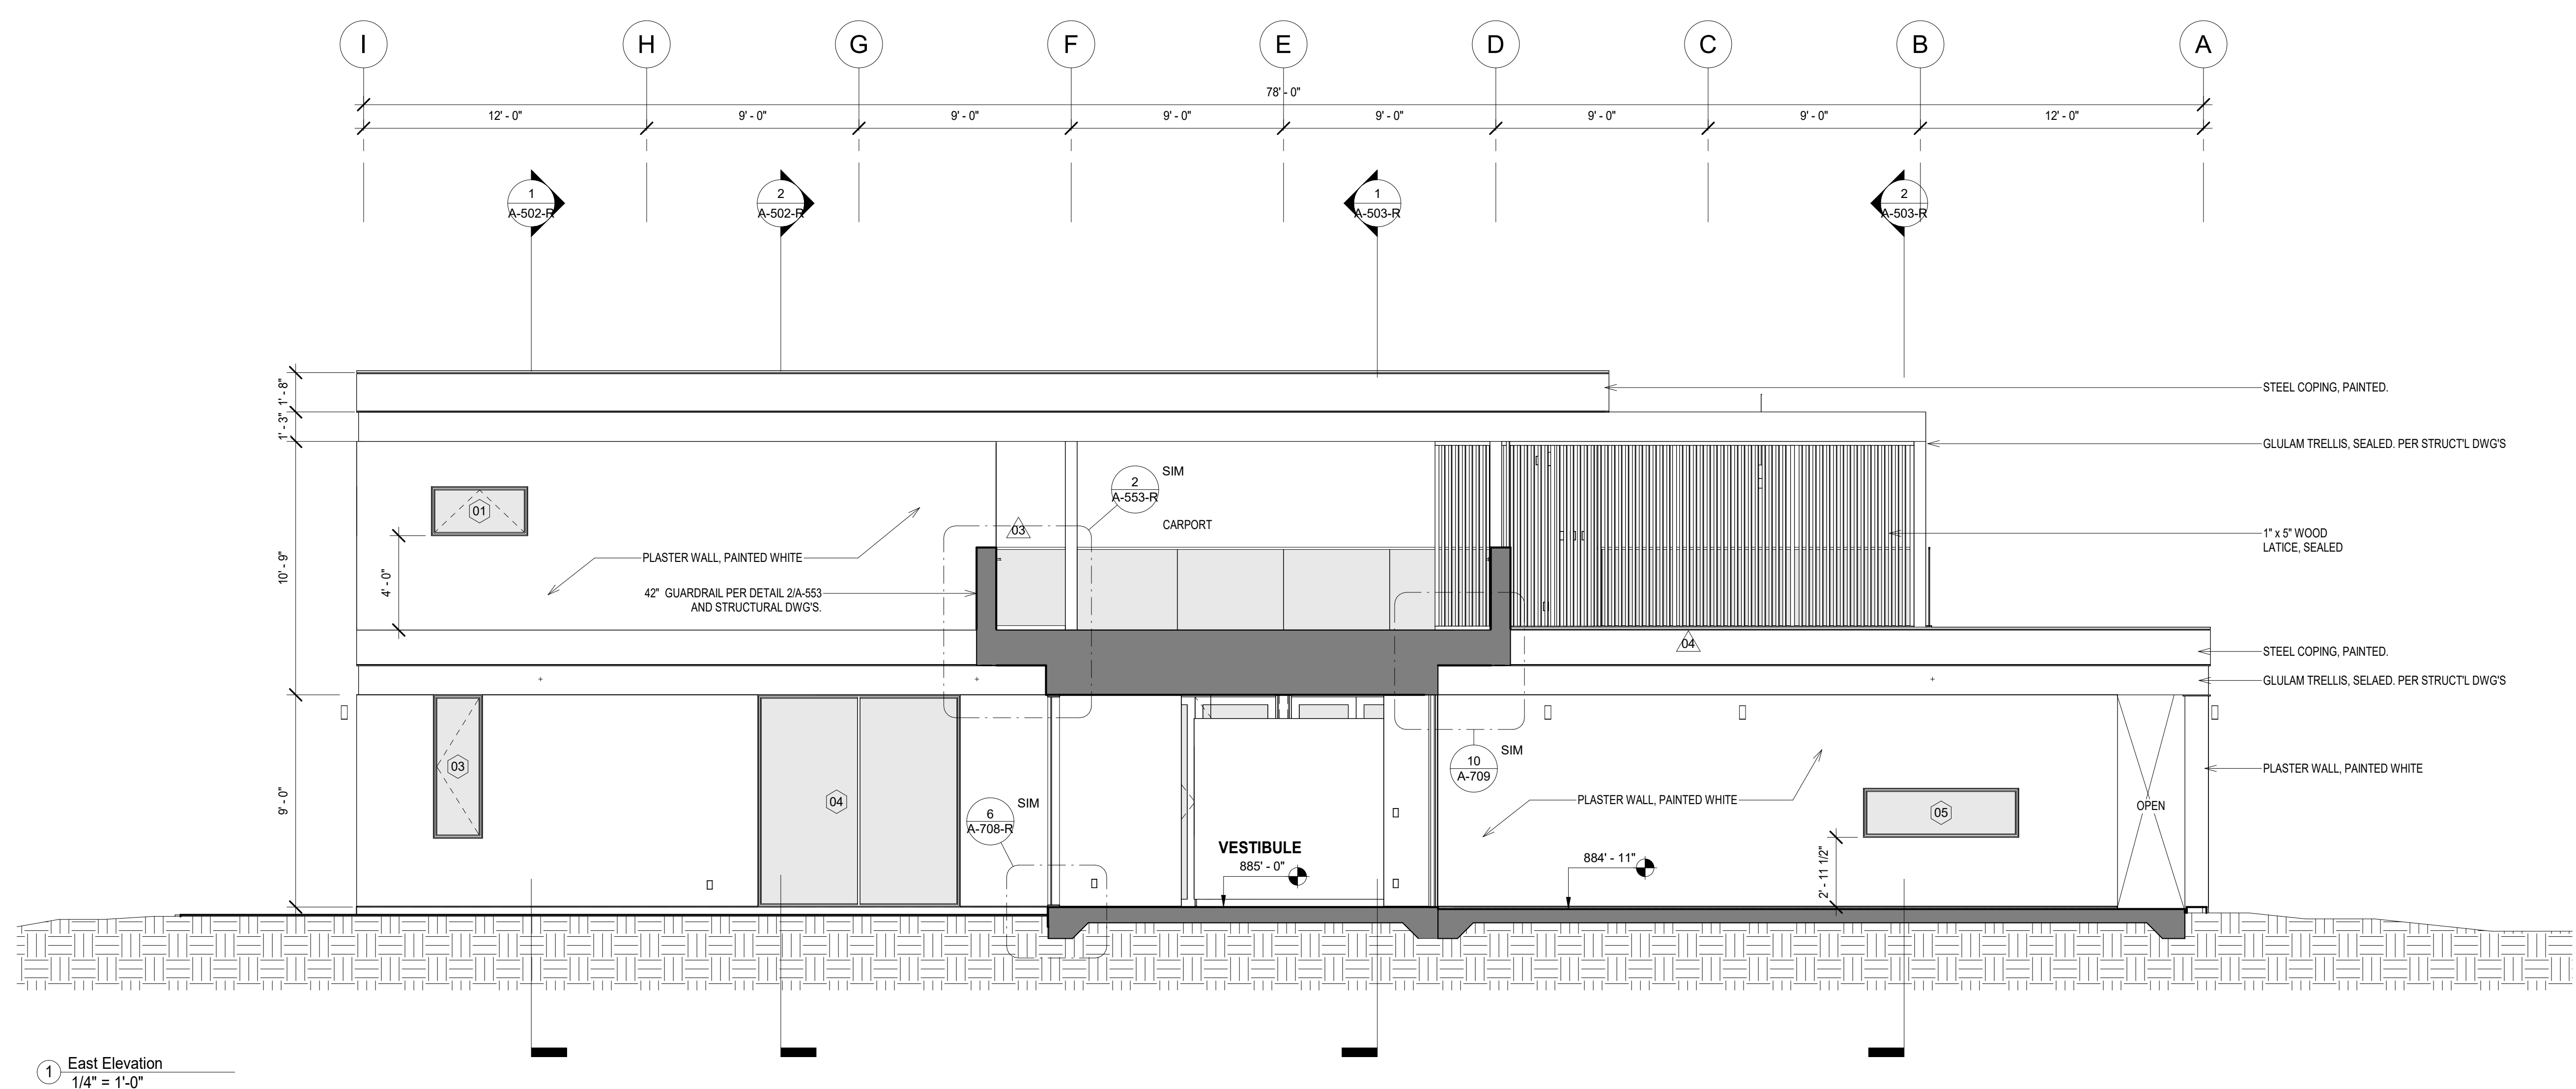 I H G F E D C B A
78' - 0"
12' - 0" 9' - 0" 9' - 0" 9' - 0" 9' - 0" 9' - 0" 9' - 0" 12' - 0"
1
A-502-R
2
A-502-R
1
A-503-R
2
A-503-R
1' - 8"
STEEL COPING, PAINTED.
1' - 3"
GLULAM TRELLIS, SEALED. PER STRUCT'L DWG'S
2
A-553-R
SIM
01
03
CARPORT
1" x 5" WOOD
LATICE, SEALED
PLASTER WALL, PAINTED WHITE
10' - 9"
4' - 0"
42" GUARDRAIL PER DETAIL 2/A-553
AND STRUCTURAL DWG'S.
04
STEEL COPING, PAINTED.
GLULAM TRELLIS, SELAED. PER STRUCT'L DWG'S
03
04
10
A-709
SIM
PLASTER WALL, PAINTED WHITE
9' - 0"
6
A-708-R
SIM
PLASTER WALL, PAINTED WHITE
05
OPEN
VESTIBULE
885' - 0"
884' - 11"
2' - 11 1/2"
1
East Elevation
1/4" = 1'-0"